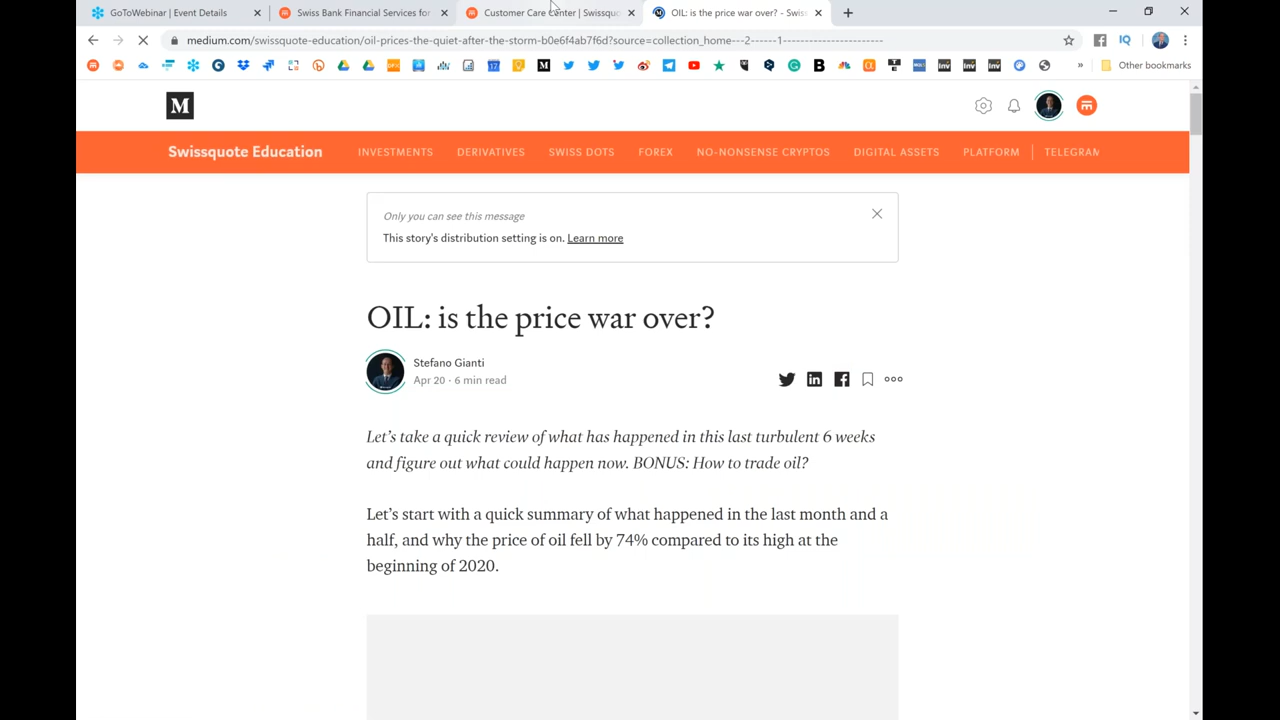 GoToWebinar | Event Details
Swiss Bank Financial Services for
Customer Care Center | Swissquo
OIL: is the price war over? - Swis
medium.com/swissquote-education/oil-prices-the-quiet-after-the-storm-b0e6f4ab7f6d?source=collection_home---2------1-----------------------
Other bookmarks
M
Swissquote Education
INVESTMENTS
DERIVATIVES
SWISS DOTS
FOREX
NO-NONSENSE CRYPTOS
DIGITAL ASSETS
PLATFORM
TELEGRAM
Only you can see this message
This story's distribution setting is on. Learn more
OIL: is the price war over?
Stefano Gianti
Apr 20 · 6 min read
Let's take a quick review of what has happened in this last turbulent 6 weeks
and figure out what could happen now. BONUS: How to trade oil?
Let's start with a quick summary of what happened in the last month and a
half, and why the price of oil fell by 74% compared to its high at the
beginning of 2020.